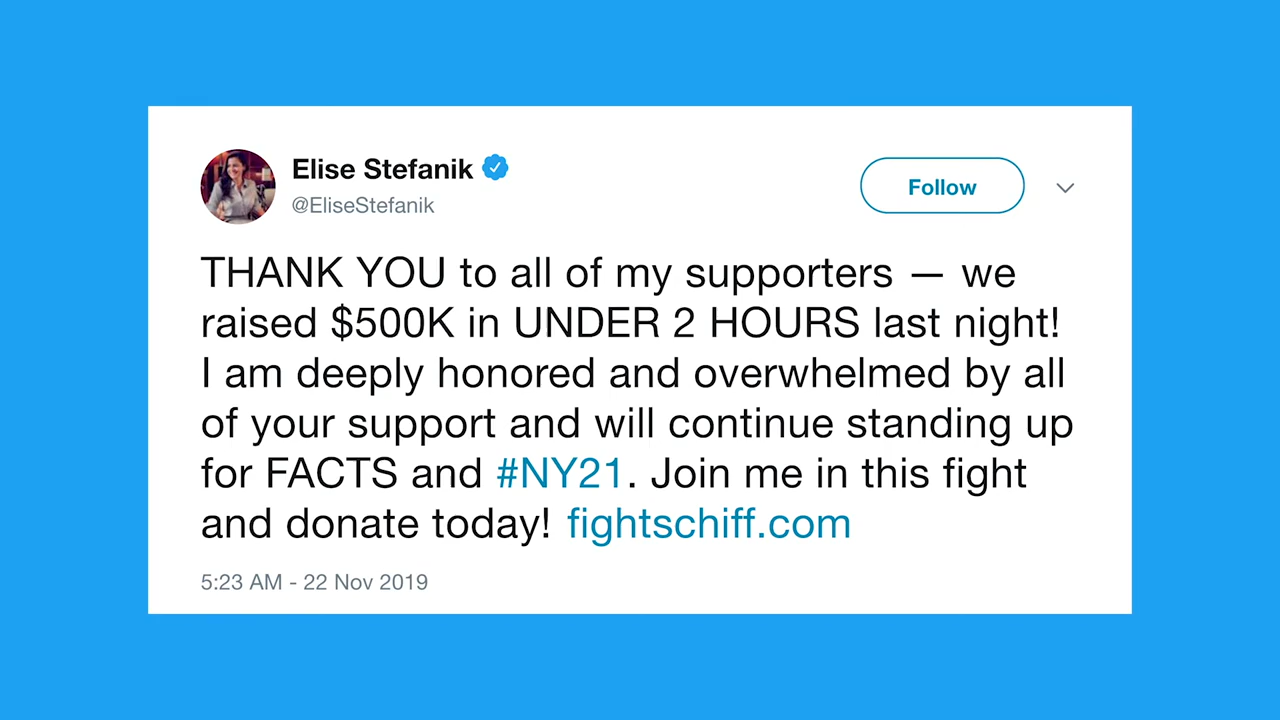 Elise Stefanik
@EliseStefanik
Follow
THANK YOU to all of my supporters — we
raised $500K in UNDER 2 HOURS last night!
I am deeply honored and overwhelmed by all
of your support and will continue standing up
for FACTS and #NY21. Join me in this fight
and donate today! fightschiff.com
5:23 AM - 22 Nov 2019